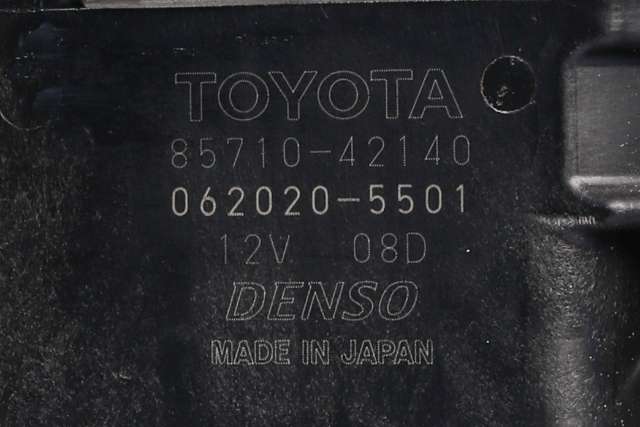 TOYOTA
85710-42140
062020-5501
12V 08D
DENSO
MADE IN JAPAN